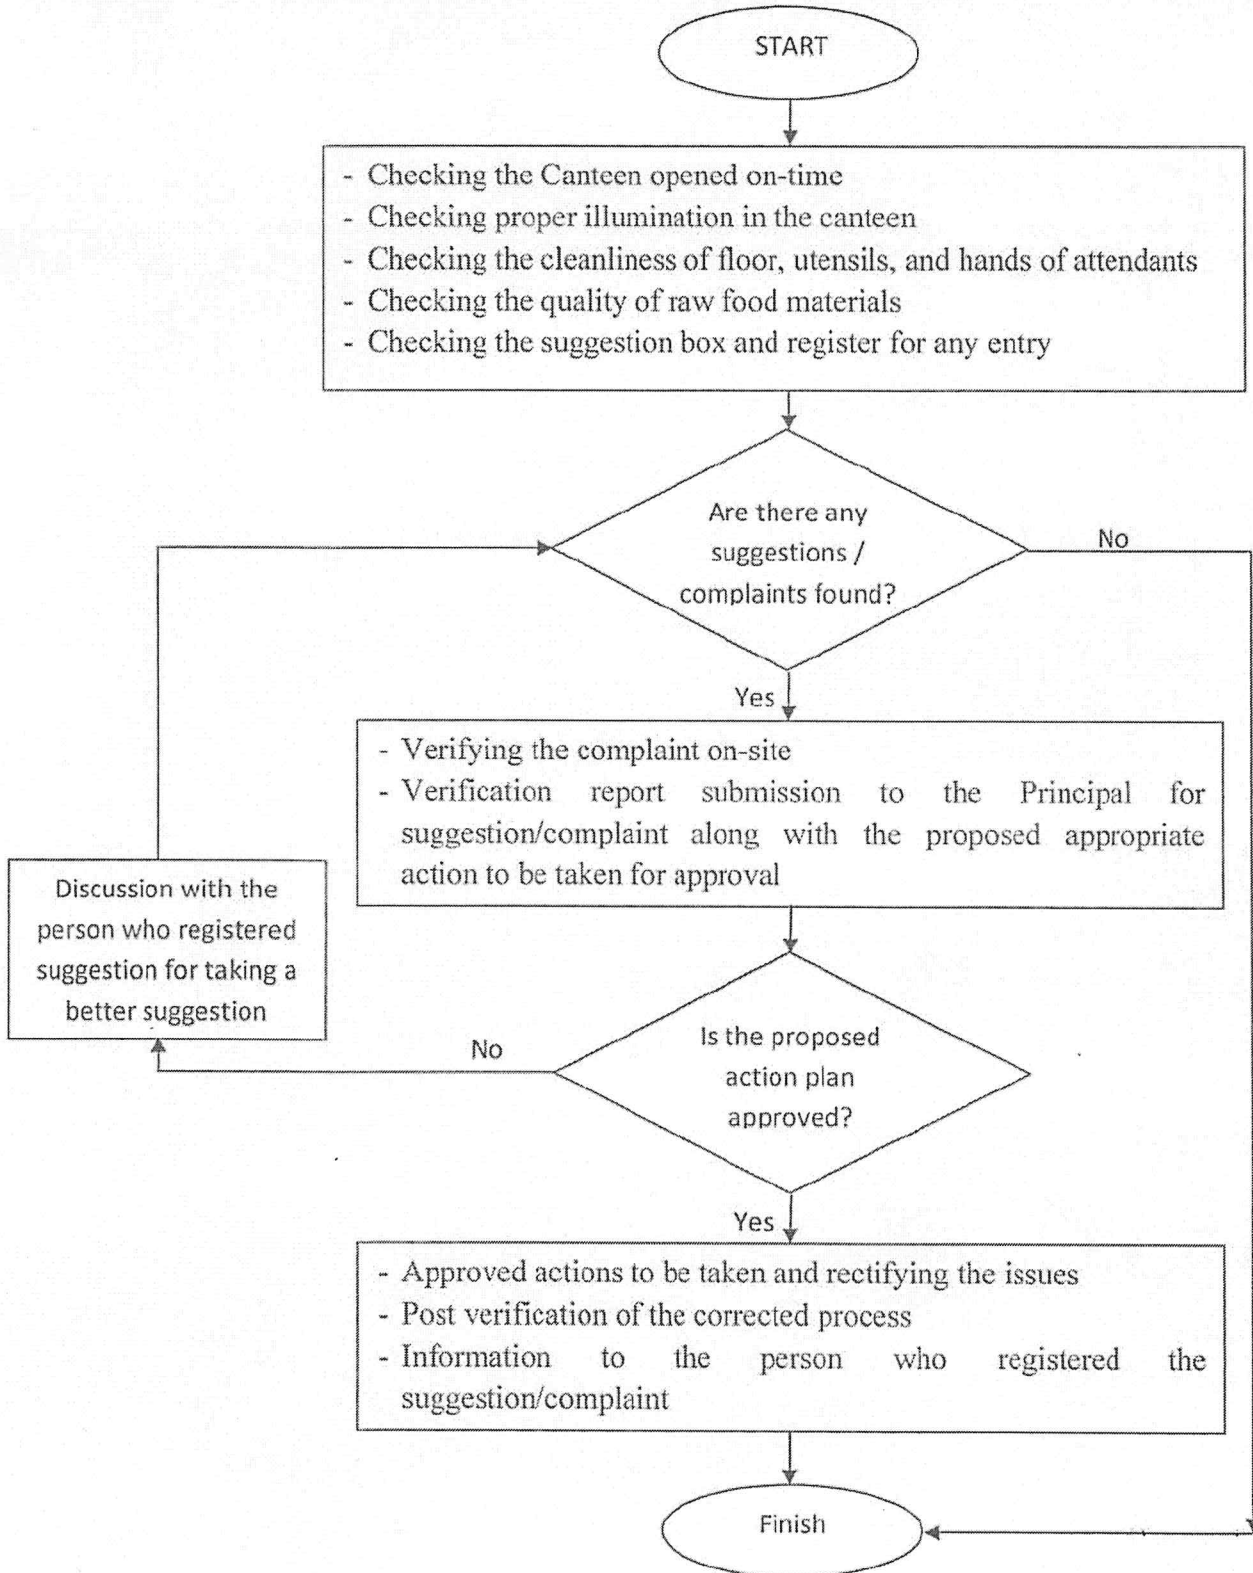 START
- Checking the Canteen opened on-time
- Checking proper illumination in the canteen
- Checking the cleanliness of floor, utensils, and hands of attendants
- Checking the quality of raw food materials
- Checking the suggestion box and register for any entry
Are there any
suggestions /
complaints found?
No
Yes
- Verifying the complaint on-site
- Verification report submission to the Principal for
suggestion/complaint along with the proposed appropriate
action to be taken for approval
Discussion with the
person who registered
suggestion for taking a
better suggestion
No
Is the proposed
action plan
approved?
Yes
- Approved actions to be taken and rectifying the issues
- Post verification of the corrected process
- Information to the person who registered the
suggestion/complaint
Finish